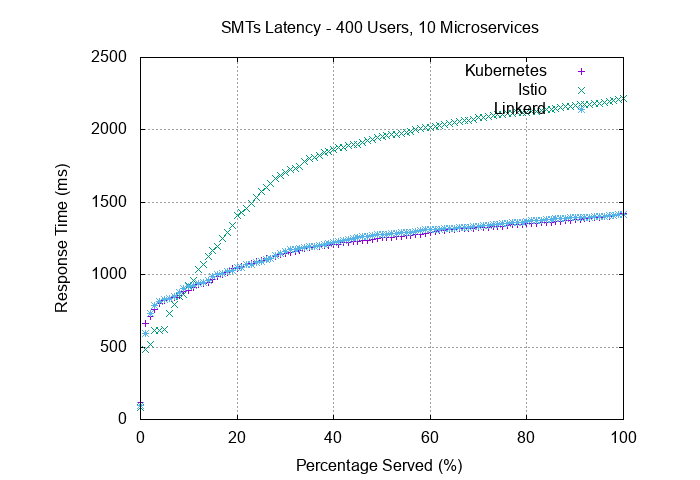 SMTs Latency - 400 Users, 10 Microservices
2500
2000
1500
1000
500
0
Response Time (ms)
Kubernetes
Istio
Linkerd
0 20 40 60 80 100
Percentage Served (%)